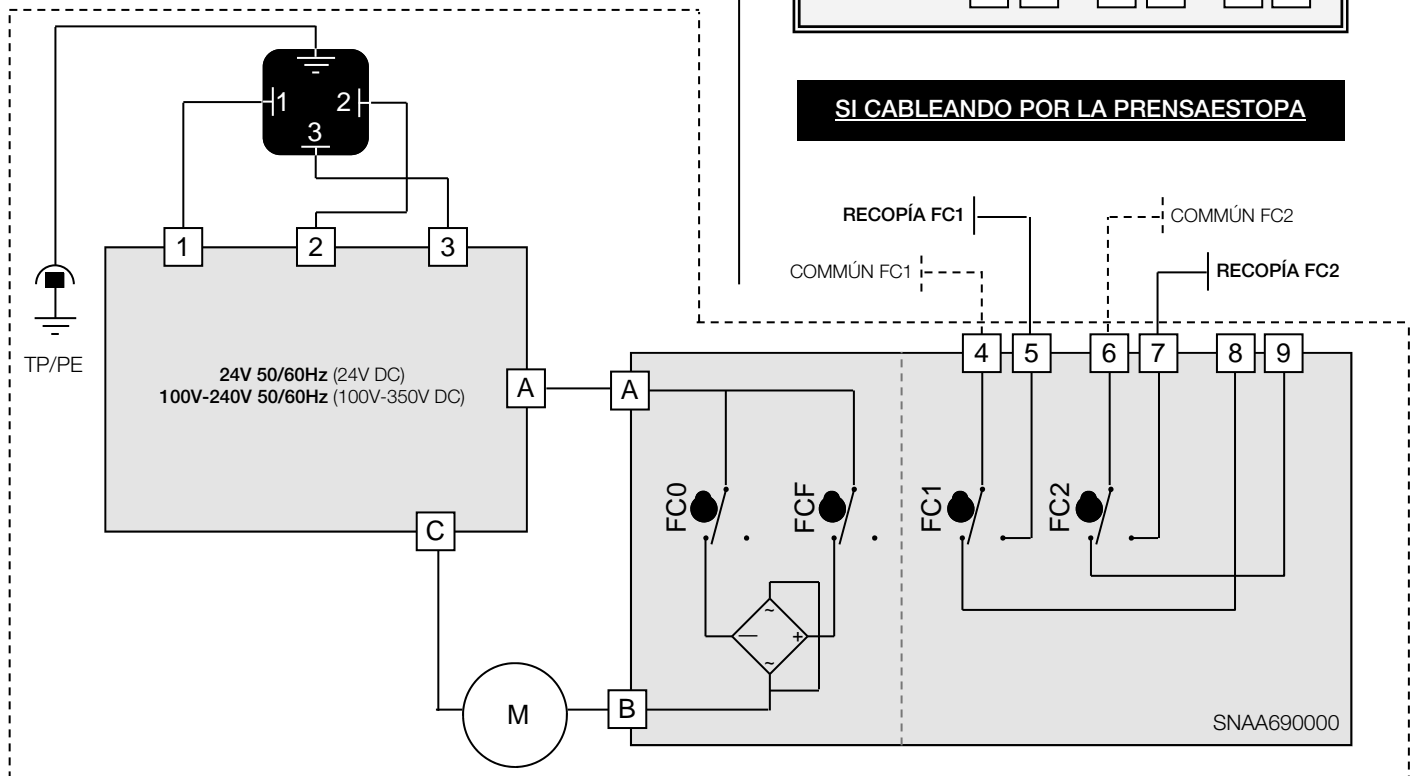 SI CABLEANDO POR LA PRENSAESTOPA
RECOPÍA FC1
COMMÚN FC2
COMMÚN FC1
RECOPÍA FC2
1
2
3
1
2
3
TP/PE
24V 50/60Hz (24V DC)
100V-240V 50/60Hz (100V-350V DC)
A
A
4
5
6
7
8
9
FC0
FCF
FC1
FC2
C
~
—
+
~
M
B
SNAA690000